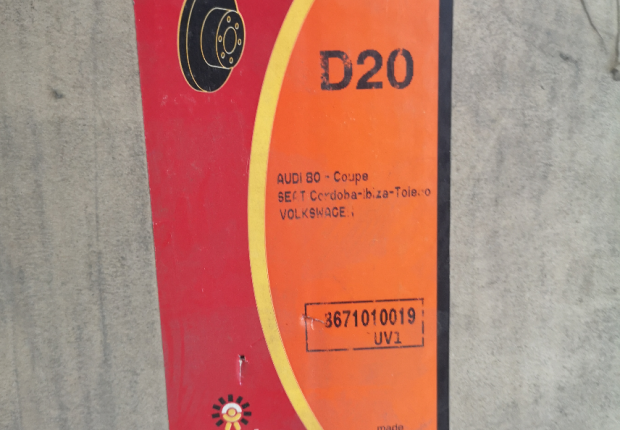 D20
AUDI 80 - Coupe
SEAT Cordoba-Ibiza-Toledo
VOLKSWAGEN
8671010019
UV1
made